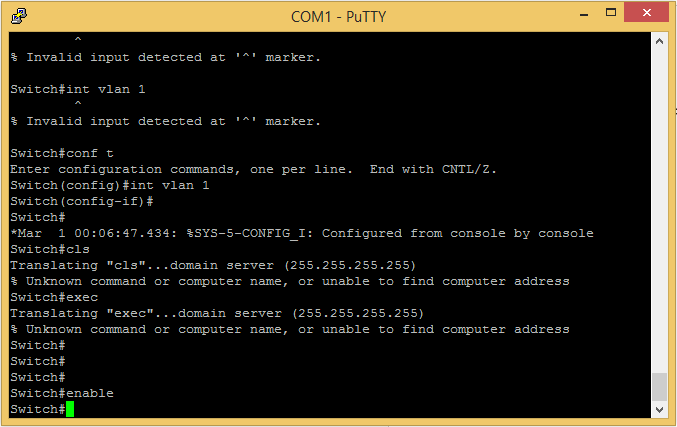 COM1 - PuTTY
^
% Invalid input detected at '^' marker.
Switch#int vlan 1
^
% Invalid input detected at '^' marker.
Switch#conf t
Enter configuration commands, one per line.  End with CNTL/Z.
Switch(config)#int vlan 1
Switch(config-if)#
Switch#
*Mar  1 00:06:47.434: %SYS-5-CONFIG_I: Configured from console by console
Switch#cls
Translating "cls"...domain server (255.255.255.255)
% Unknown command or computer name, or unable to find computer address
Switch#exec
Translating "exec"...domain server (255.255.255.255)
% Unknown command or computer name, or unable to find computer address
Switch#
Switch#
Switch#
Switch#enable
Switch#